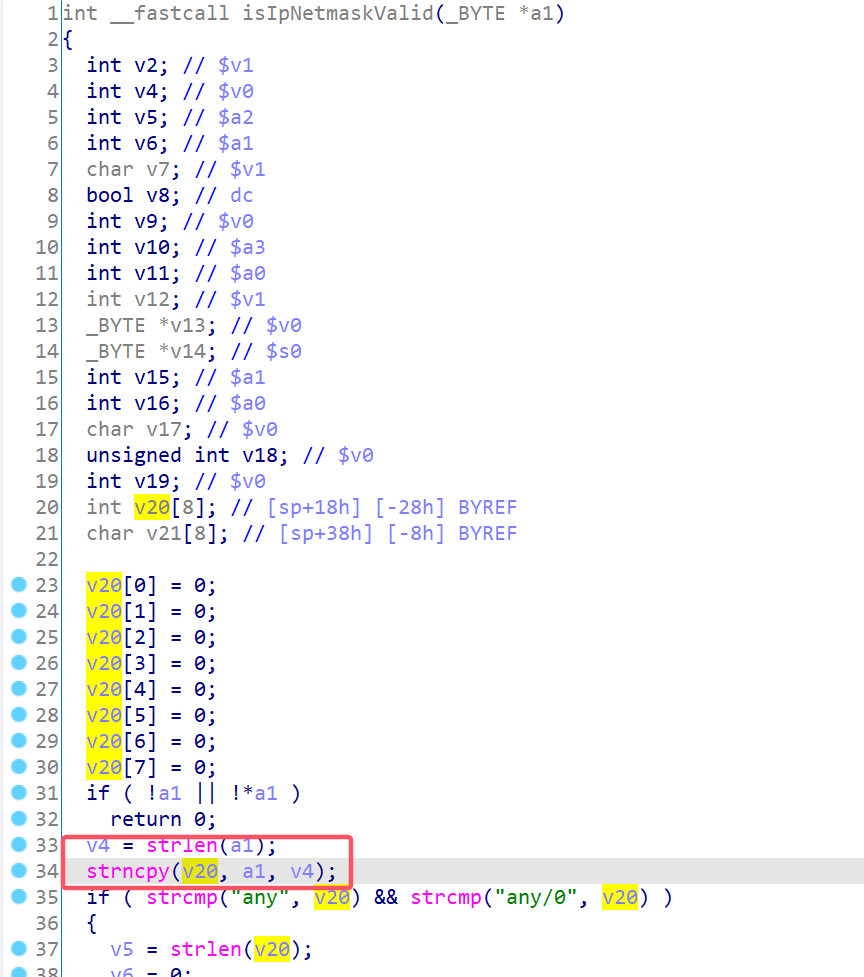 1 int __fastcall isIpNetmaskValid(_BYTE *a1)
2 {
3 int v2; // $v1
4 int v4; // $v0
5 int v5; // $a2
6 int v6; // $a1
7 char v7; // $v1
8 bool v8; // dc
9 int v9; // $v0
10 int v10; // $a3
11 int v11; // $a0
12 int v12; // $v1
13 _BYTE *v13; // $v0
14 _BYTE *v14; // $s0
15 int v15; // $a1
16 int v16; // $a0
17 char v17; // $v0
18 unsigned int v18; // $v0
19 int v19; // $v0
20 int v20[8]; // [sp+18h] [-28h] BYREF
21 char v21[8]; // [sp+38h] [-8h] BYREF
22
23 v20[0] = 0;
24 v20[1] = 0;
25 v20[2] = 0;
26 v20[3] = 0;
27 v20[4] = 0;
28 v20[5] = 0;
29 v20[6] = 0;
30 v20[7] = 0;
31 if ( !a1 || !*a1 )
32 return 0;
33 v4 = strlen(a1);
34 strncpy(v20, a1, v4);
35 if ( strcmp("any", v20) && strcmp("any/0", v20) )
36 {
37 v5 = strlen(v20);
38 v6 = 0;